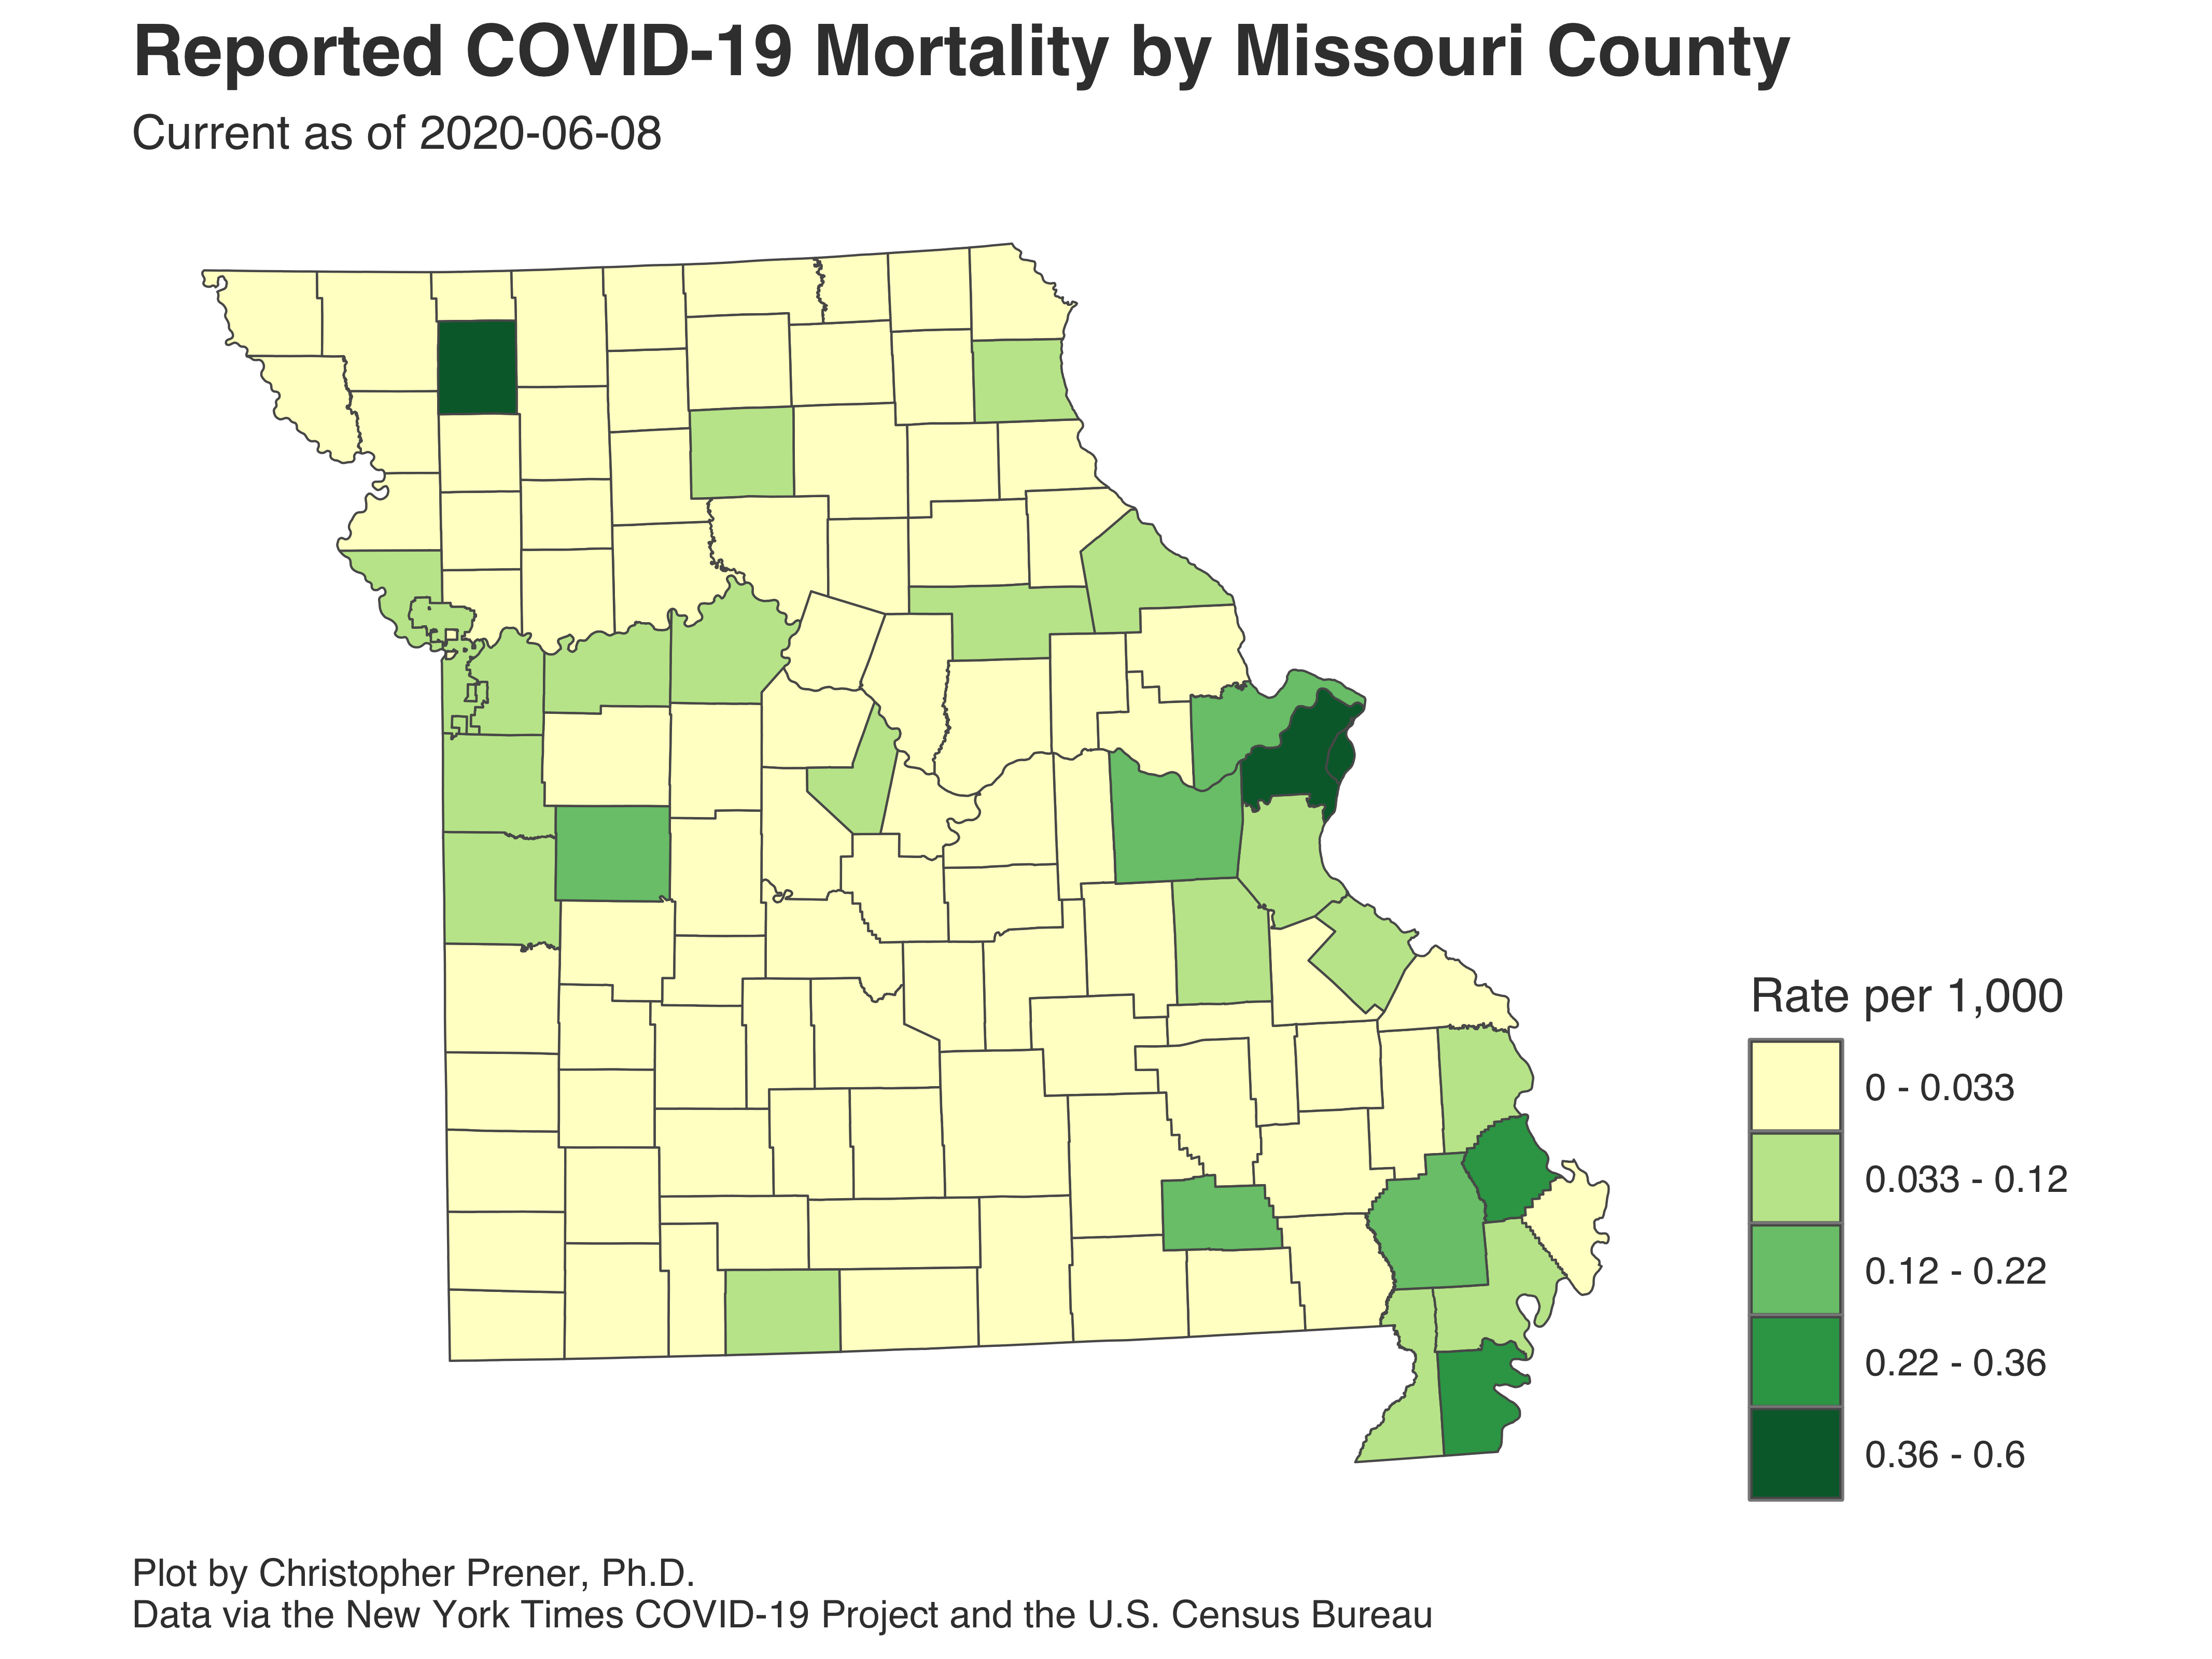 Reported COVID-19 Mortality by Missouri County
Current as of 2020-06-08
Rate per 1,000
0 - 0.033
0.033 - 0.12
0.12 - 0.22
0.22 - 0.36
0.36 - 0.6
Plot by Christopher Prener, Ph.D.
Data via the New York Times COVID-19 Project and the U.S. Census Bureau